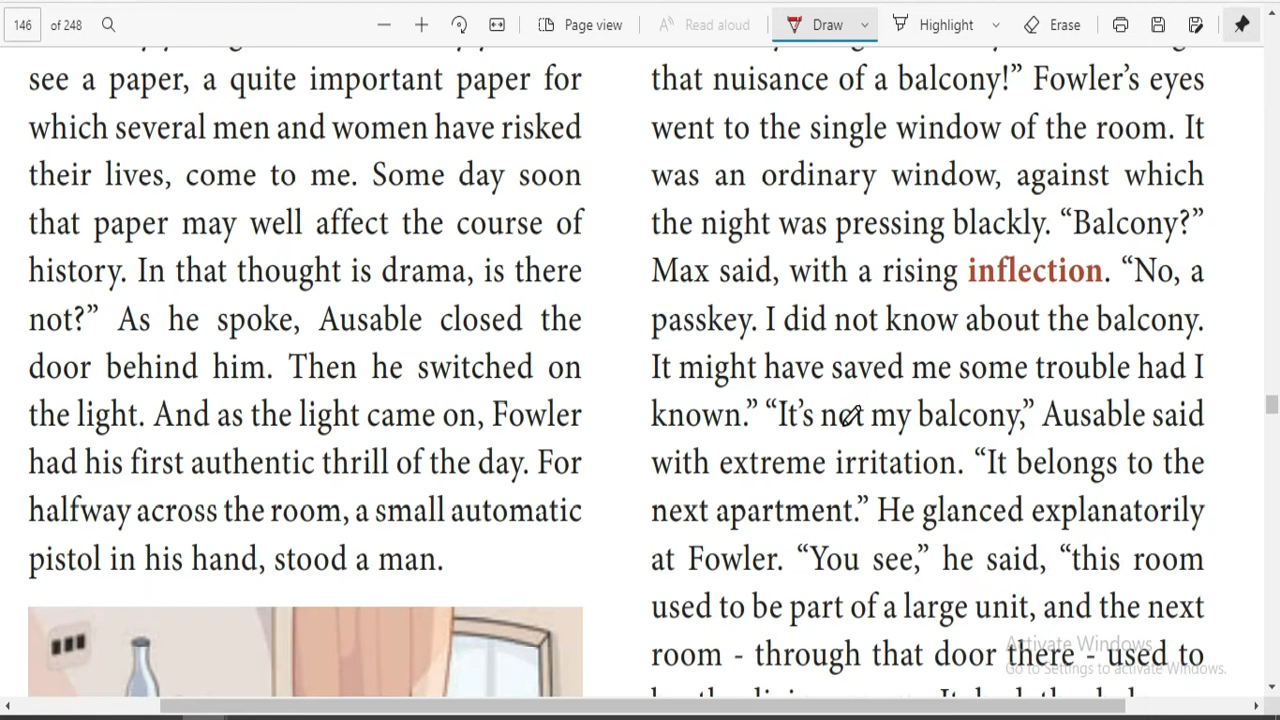 146 of 248
Page view
Read aloud
Draw
Highlight
Erase
see a paper, a quite important paper for
which several men and women have risked
their lives, come to me. Some day soon
that paper may well affect the course of
history. In that thought is drama, is there
not?” As he spoke, Ausable closed the
door behind him. Then he switched on
the light. And as the light came on, Fowler
had his first authentic thrill of the day. For
halfway across the room, a small automatic
pistol in his hand, stood a man.
that nuisance of a balcony!” Fowler’s eyes
went to the single window of the room. It
was an ordinary window, against which
the night was pressing blackly. “Balcony?”
Max said, with a rising inflection. “No, a
passkey. I did not know about the balcony.
It might have saved me some trouble had I
known.” “It’s not my balcony,” Ausable said
with extreme irritation. “It belongs to the
next apartment.” He glanced explanatorily
at Fowler. “You see,” he said, “this room
used to be part of a large unit, and the next
room - through that door there - used to
Activate Windows
Go to Settings to activate Windows.